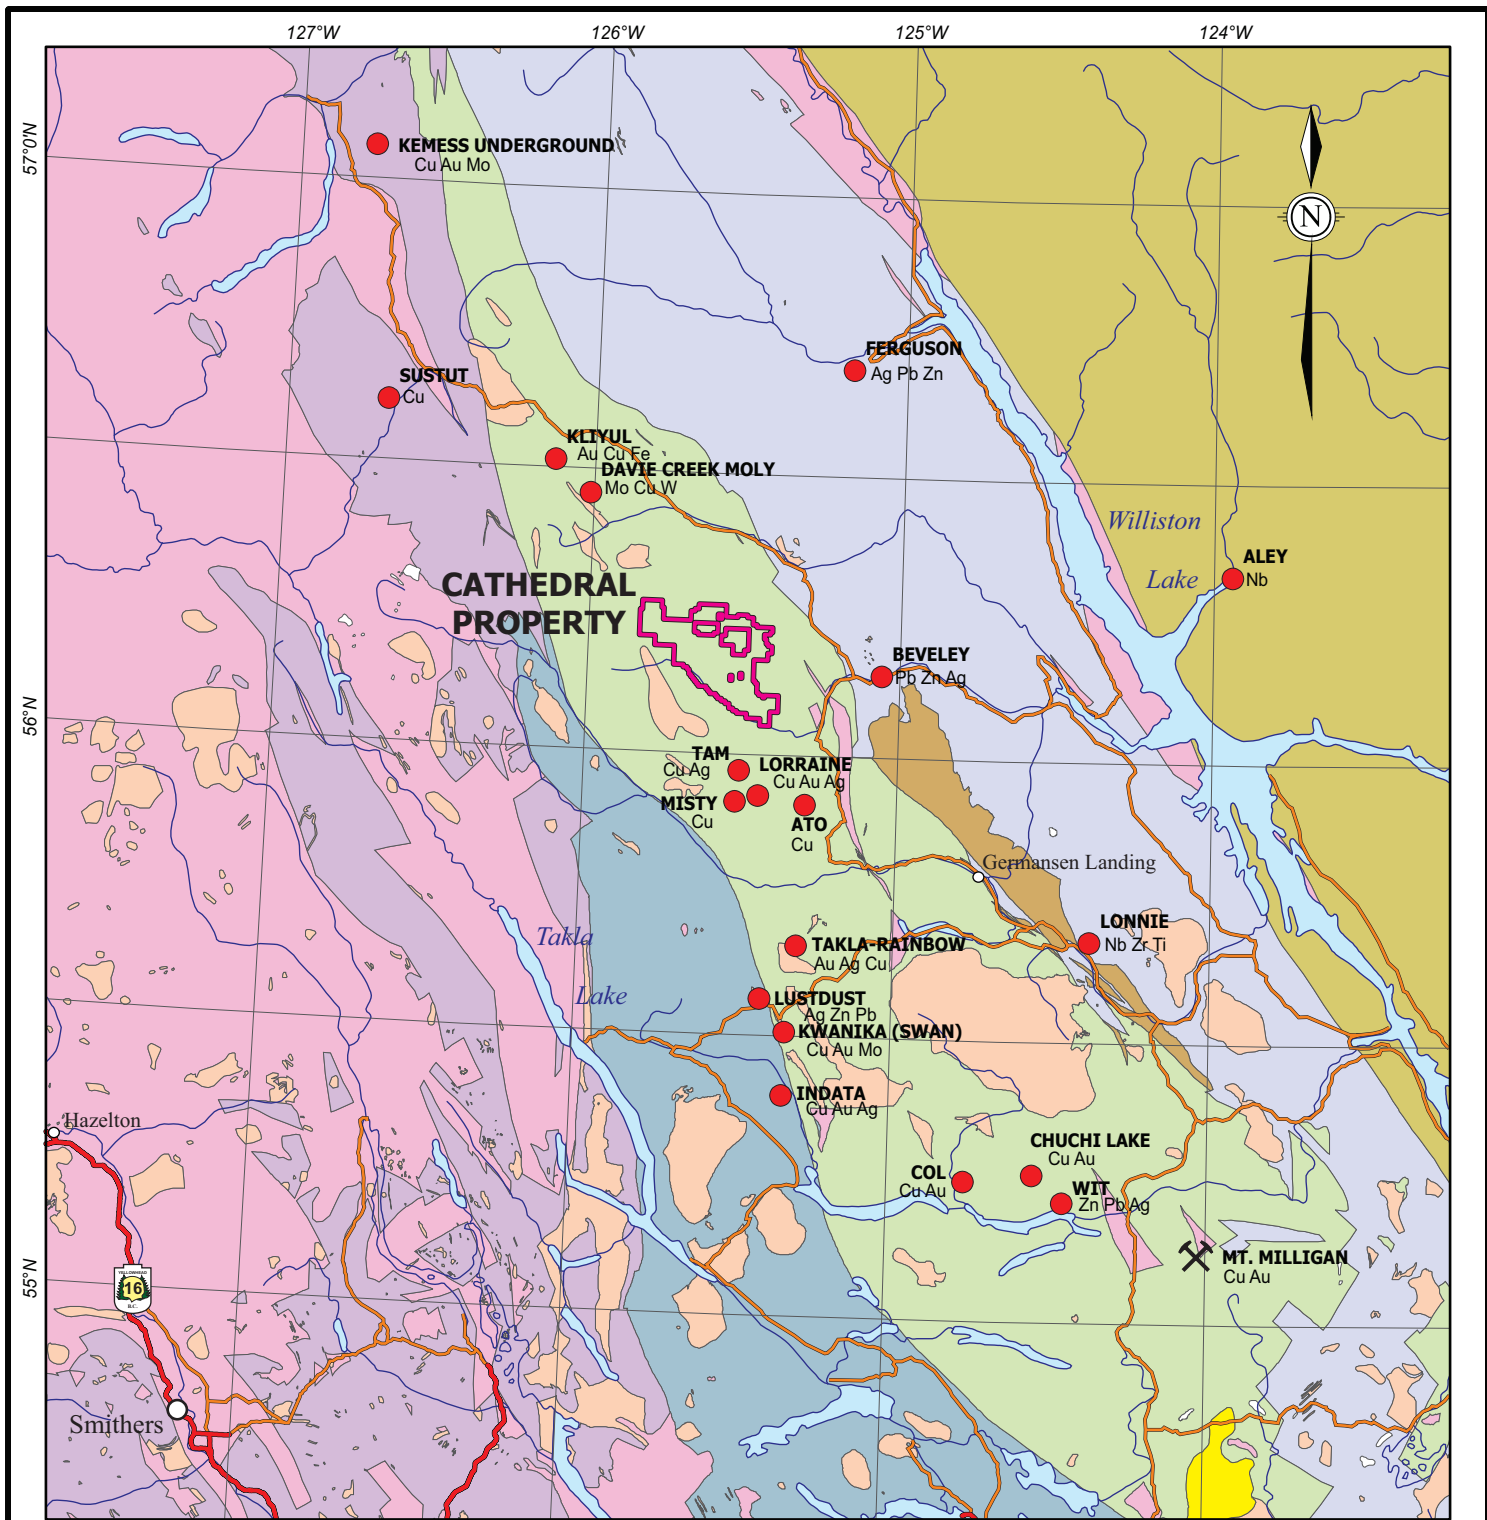 127°W
126°W
125°W
124°W
57°0'N
KEMESS UNDERGROUND
Cu Au Mo
N
FERGUSON
Ag Pb Zn
SUSTUT
Cu
KLIYUL
Au Cu Fe
DAVIE CREEK MOLY
Mo Cu W
Williston
Lake
ALEY
Nb
CATHEDRAL
PROPERTY
BEVELEY
Pb Zn Ag
56°N
TAM
Cu Ag
LORRAINE
Cu Au Ag
MISTY
Cu
ATO
Cu
Germansen Landing
Takla
Lake
LONNIE
Nb Zr Ti
TAKLA-RAINBOW
Au Ag Cu
LUSTDUST
Ag Zn Pb
KWANIKA (SWAN)
Cu Au Mo
INDATA
Cu Au Ag
Hazelton
CHUCHI LAKE
Cu Au
COL
Cu Au
WIT
Zn Pb Ag
MT. MILLIGAN
Cu Au
55°N
YELLOWHEAD
16
B.C.
Smithers